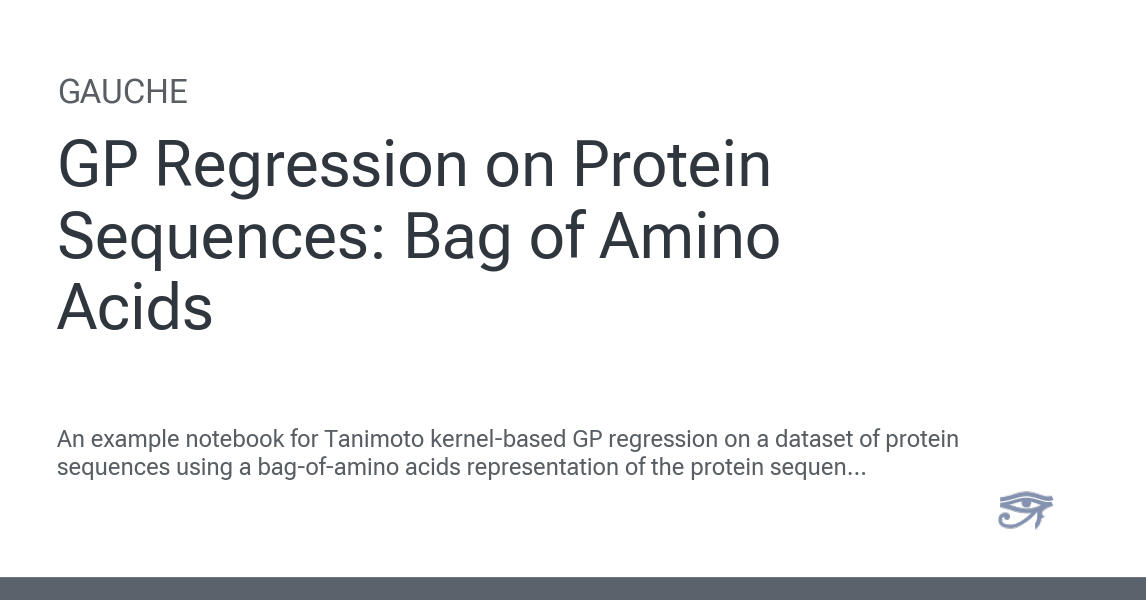 GAUCHE
GP Regression on Protein
Sequences: Bag of Amino
Acids
An example notebook for Tanimoto kernel-based GP regression on a dataset of protein
sequences using a bag-of-amino acids representation of the protein sequen...